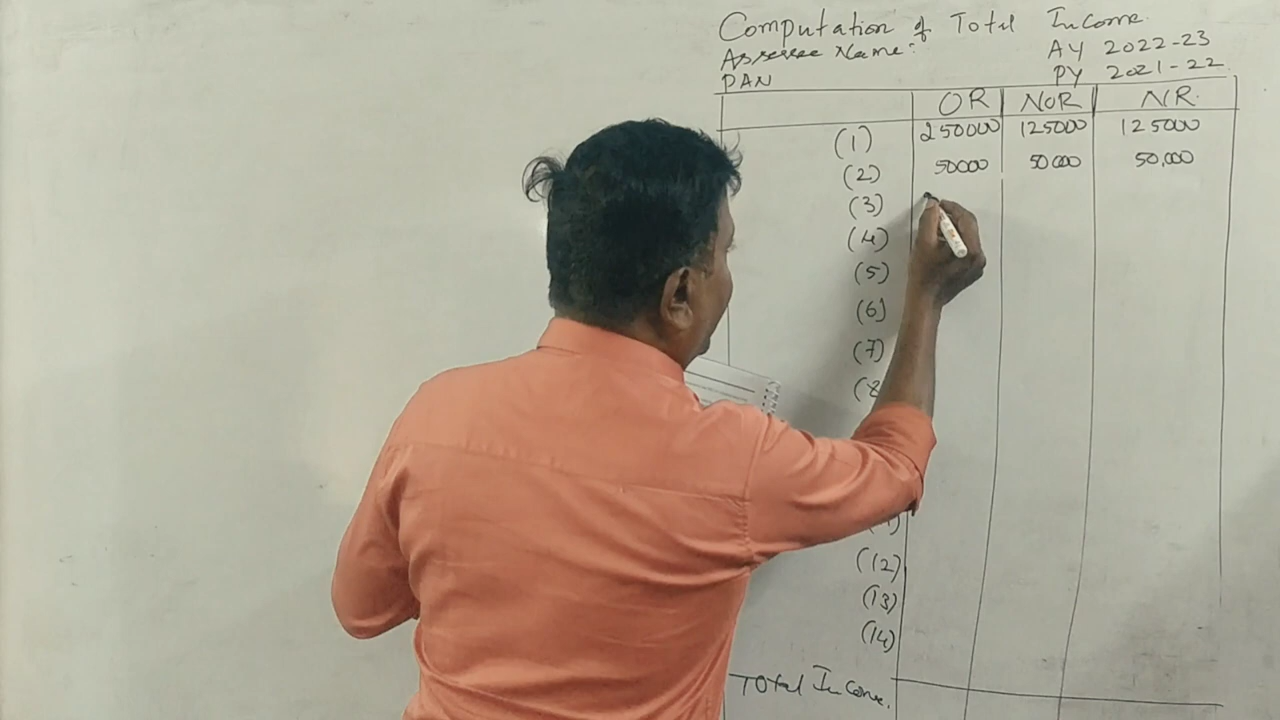 Computation of Total Income
Assessee Name: AY 2022-23
PAN PY 2021-22
OR NOR NR
(1) 250000 125000 125000
(2) 50000 50000 50,000
(3)
(4)
(5)
(6)
(7)
(8
(12)
(13)
(14)
Total Income.